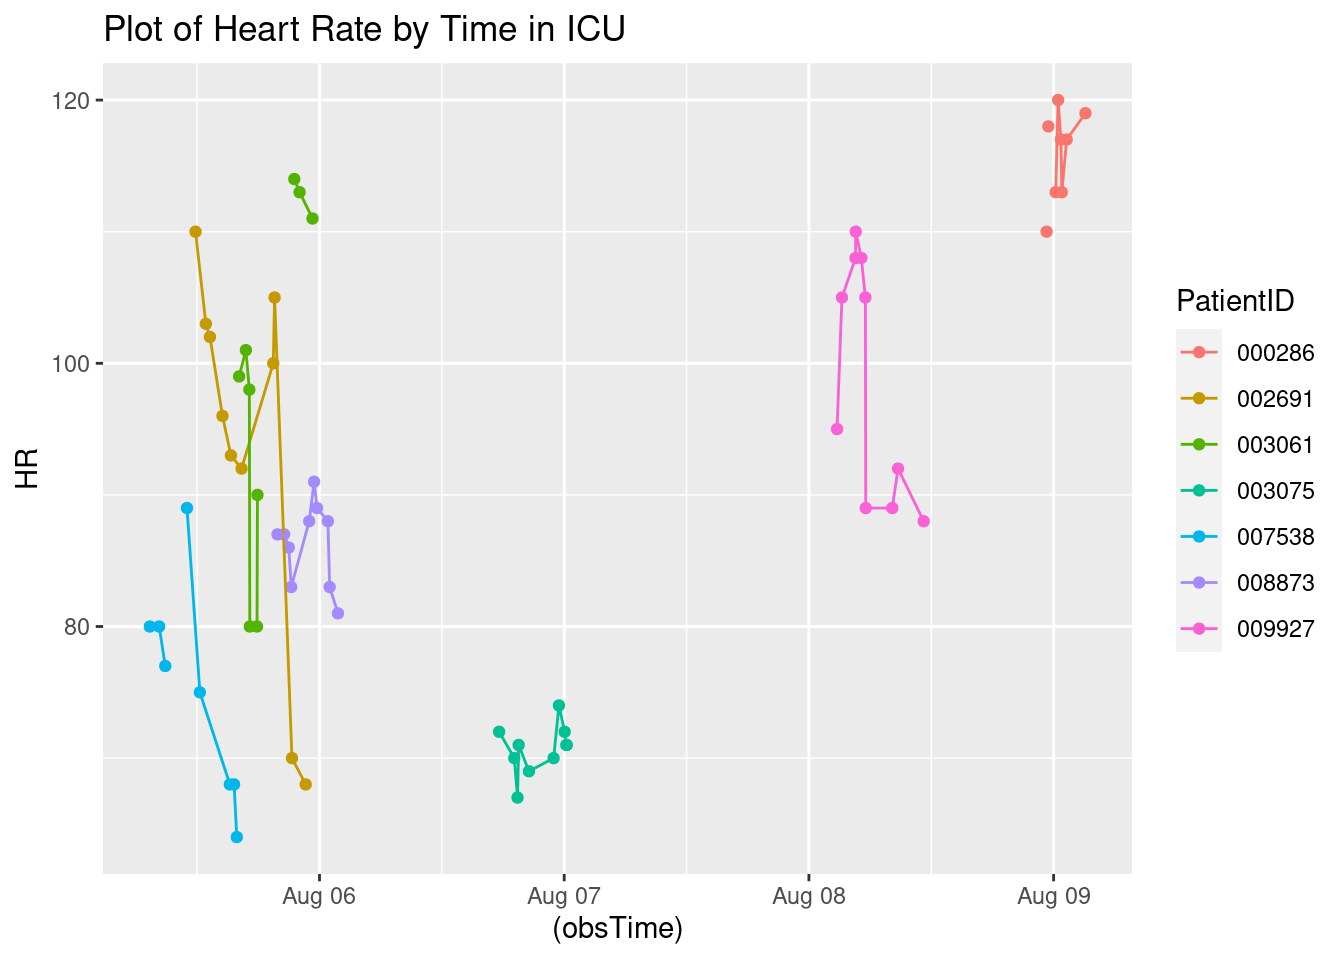 Plot of Heart Rate by Time in ICU
120
100
80
HR
Aug 06
Aug 07
Aug 08
Aug 09
(obsTime)
PatientID
000286
002691
003061
003075
007538
008873
009927